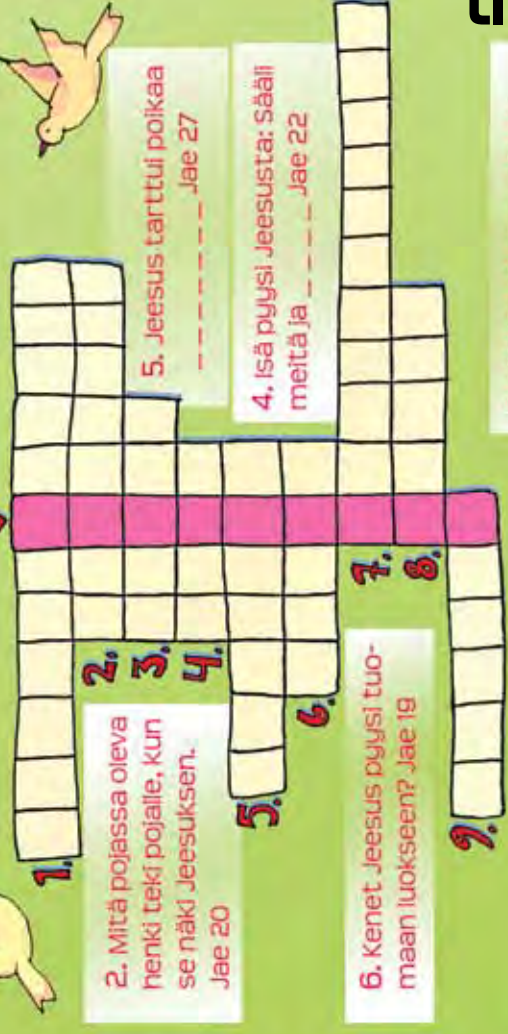 5. Jeesus tarttui poikaa
_ _ _ _ _ _ _ Jae 27
4. Isä pyysi Jeesusta: Sääli
meitä ja _ _ _ _ Jae 22
1.
2.
3.
4.
5.
6.
7.
8.
9.
2. Mitä pojassa oleva
henki teki pojalle, kun
se näki Jeesuksen.
Jae 20
6. Kenet Jeesus pyysi tuo-
maan luokseen? Jae 19